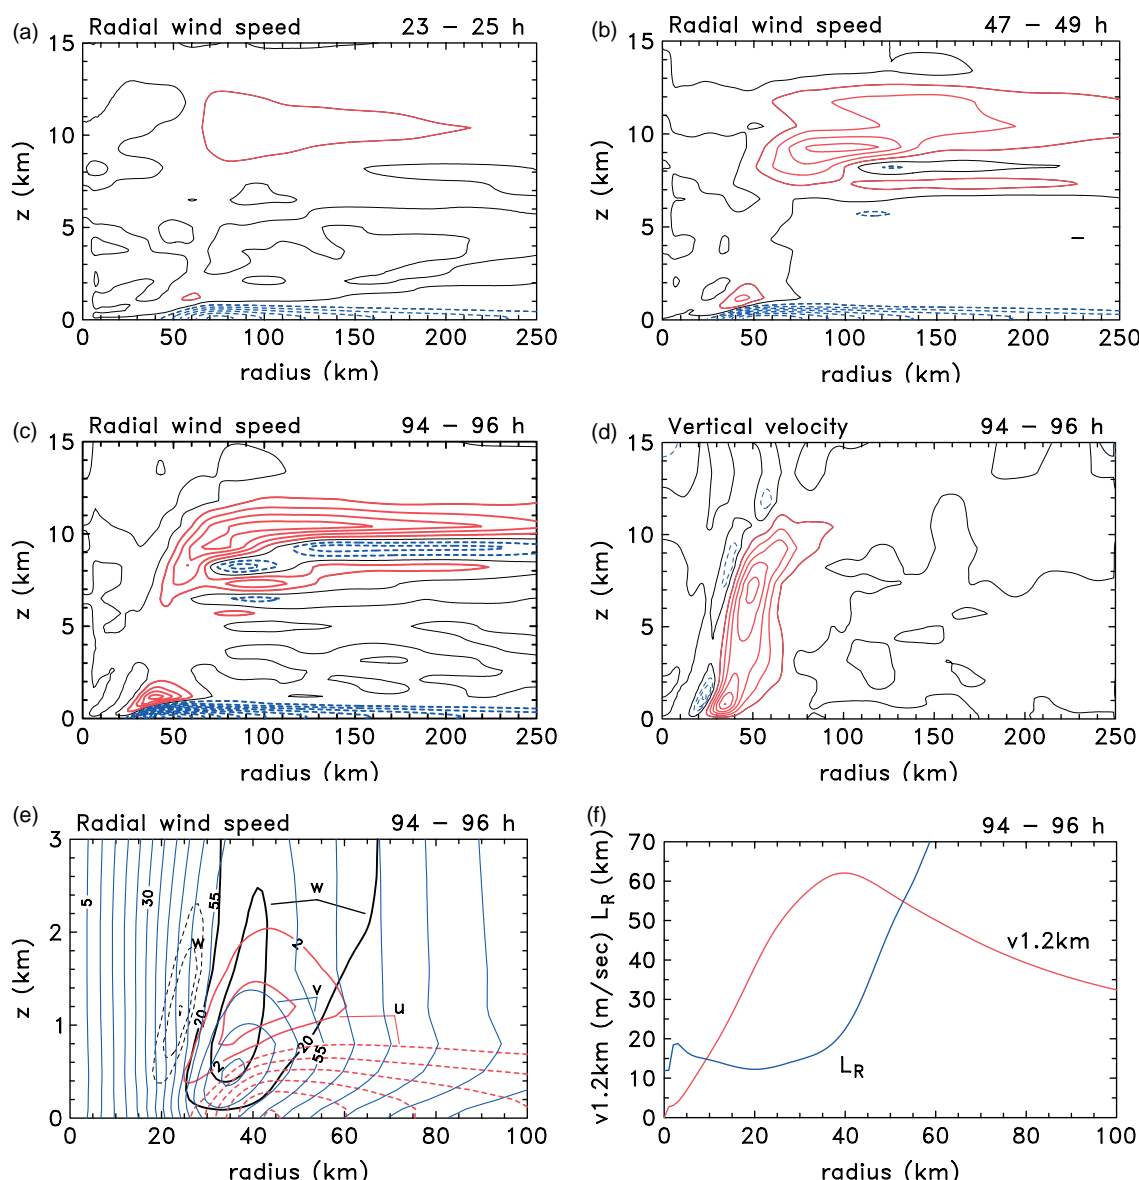 (a) Radial wind speed 23 – 25 h
15
10
5
0
z (km)
0 50 100 150 200 250
radius (km)
(b) Radial wind speed 47 – 49 h
15
10
5
0
z (km)
0 50 100 150 200 250
radius (km)
(c) Radial wind speed 94 – 96 h
15
10
5
0
z (km)
0 50 100 150 200 250
radius (km)
(d) Vertical velocity 94 – 96 h
15
10
5
0
z (km)
0 50 100 150 200 250
radius (km)
(e) Radial wind speed 94 – 96 h
3
2
1
0
z (km)
5
30
55
w
w
2
v
u
20
20
55
2
0 20 40 60 80 100
radius (km)
(f) 94 – 96 h
70
60
50
40
30
20
10
0
v1.2km (m/sec) LR (km)
v1.2km
LR
0 20 40 60 80 100
radius (km)